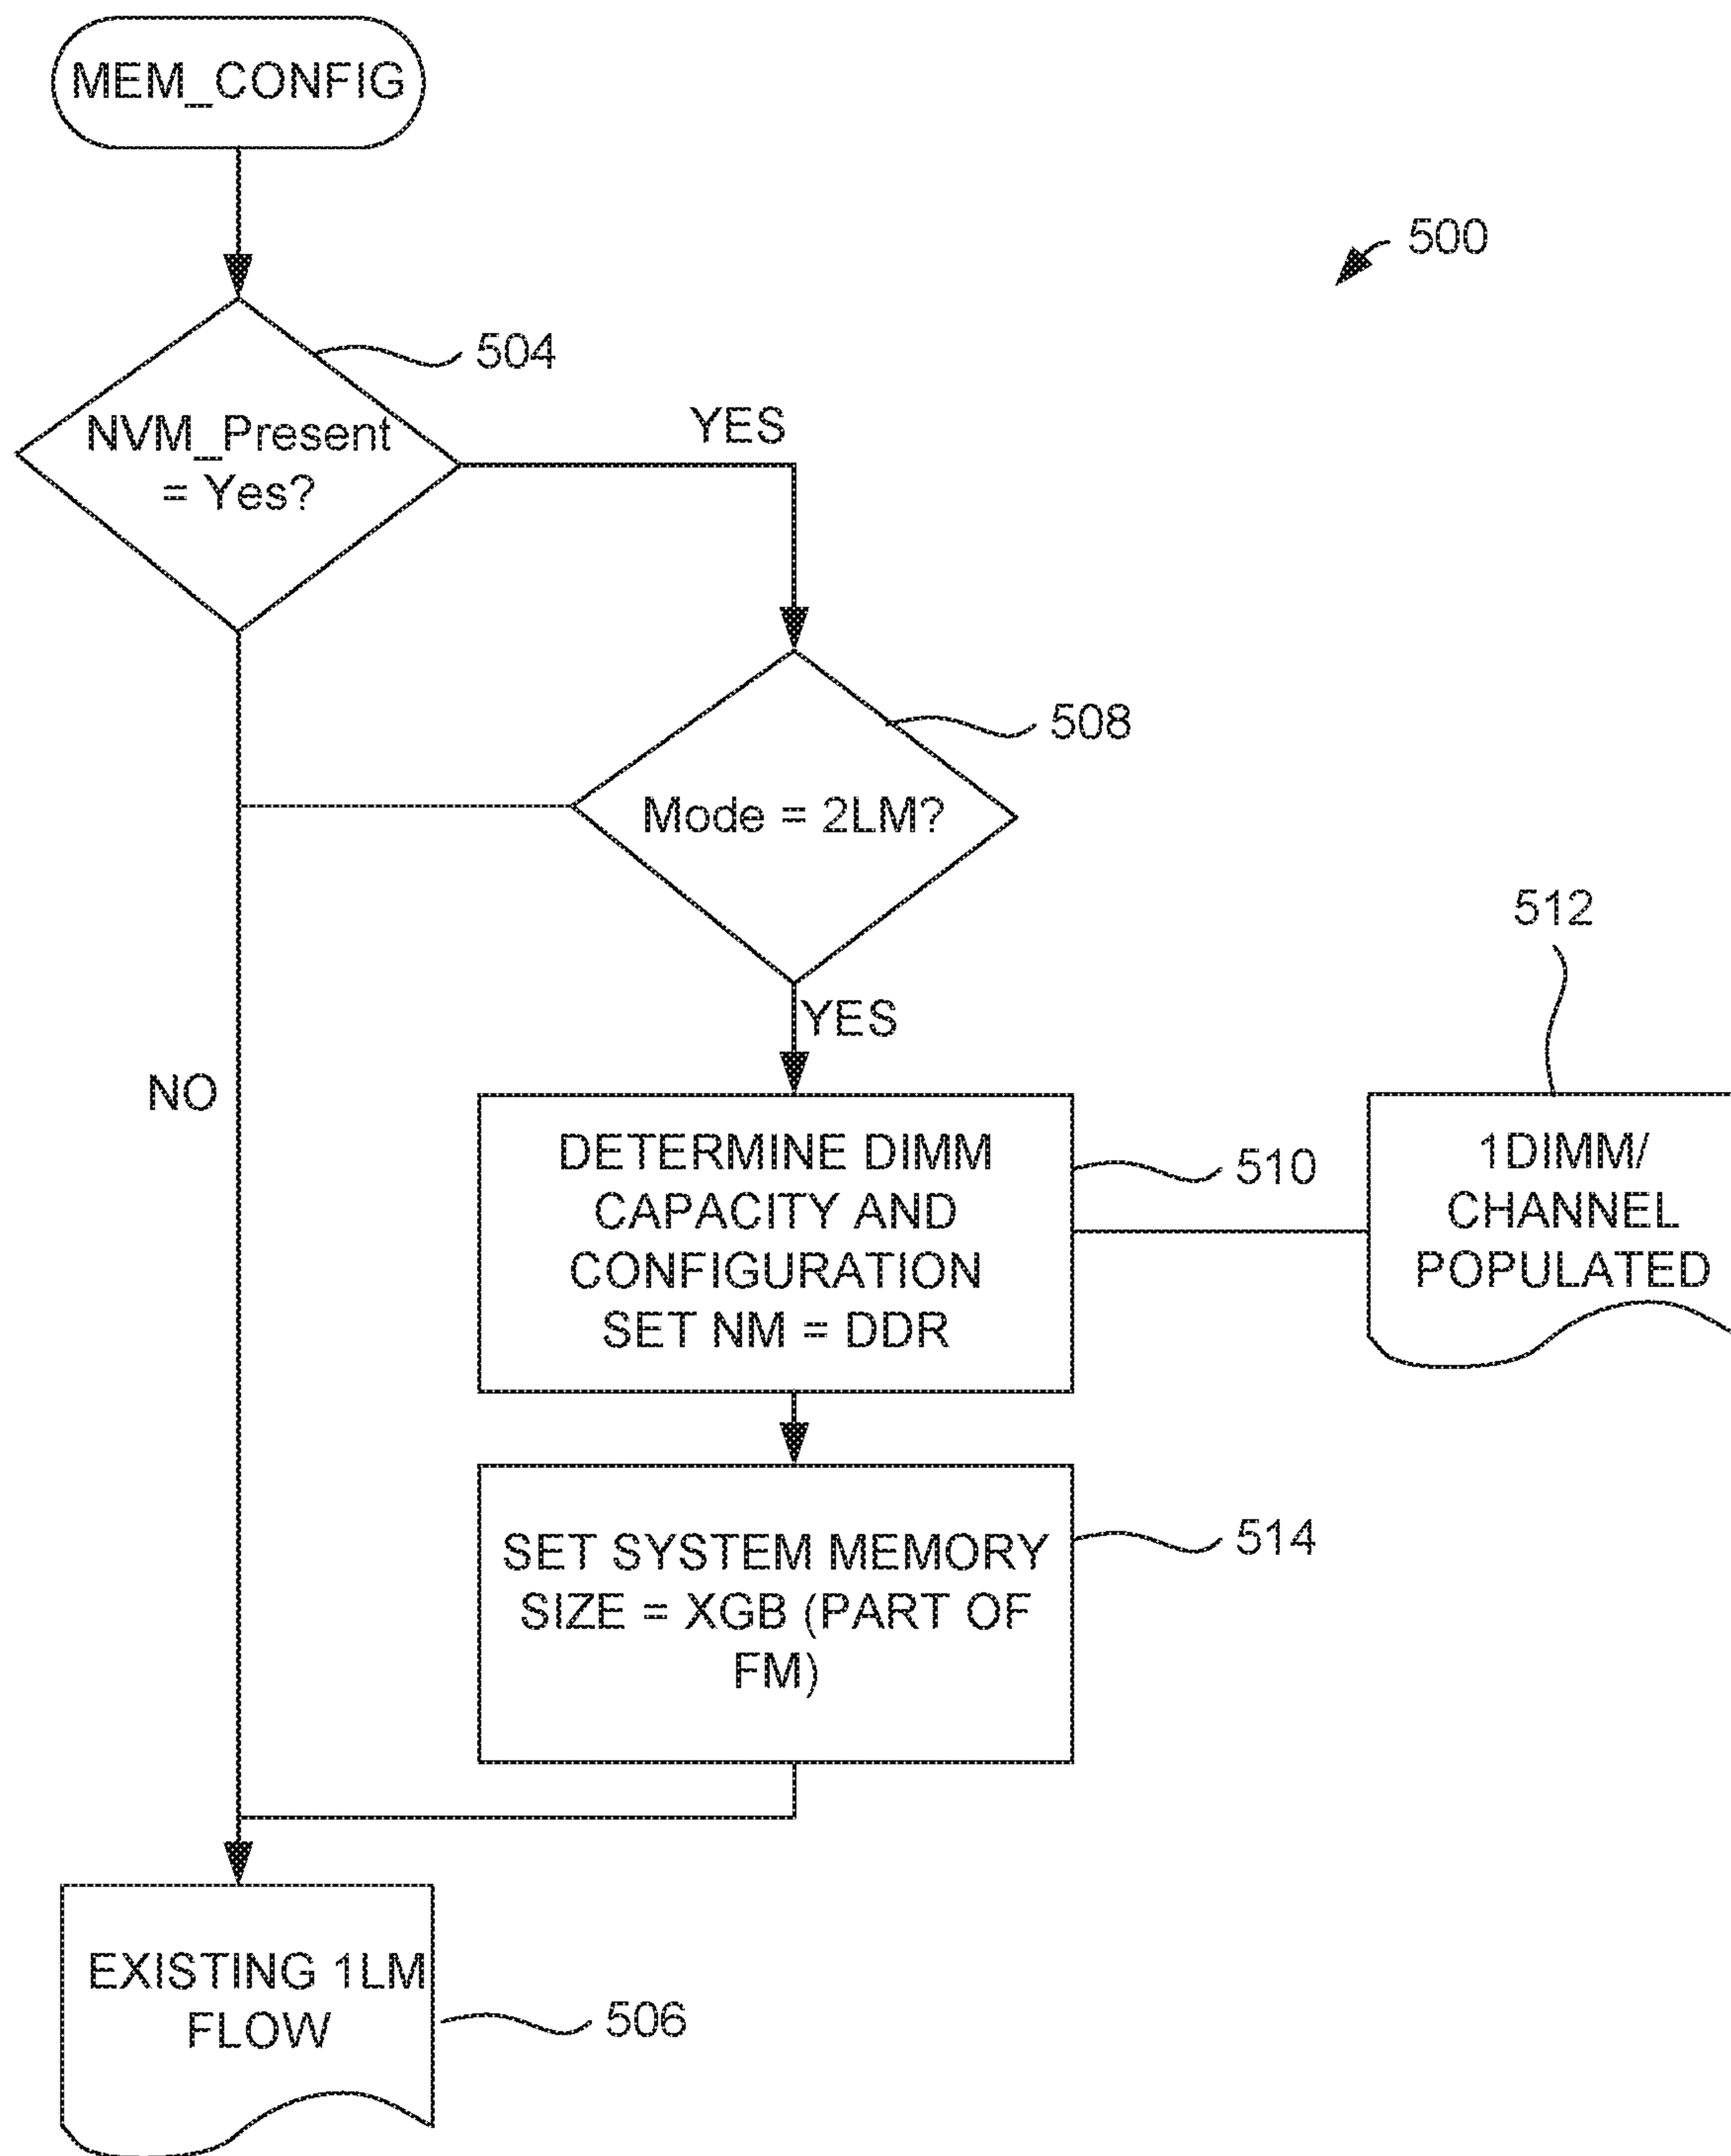 MEM_CONFIG
500
504
NVM_Present
= Yes?
YES
508
Mode = 2LM?
512
YES
NO
DETERMINE DIMM
CAPACITY AND
CONFIGURATION
SET NM = DDR
510
1DIMM/
CHANNEL
POPULATED
SET SYSTEM MEMORY
SIZE = XGB (PART OF
FM)
514
EXISTING 1LM
FLOW
506